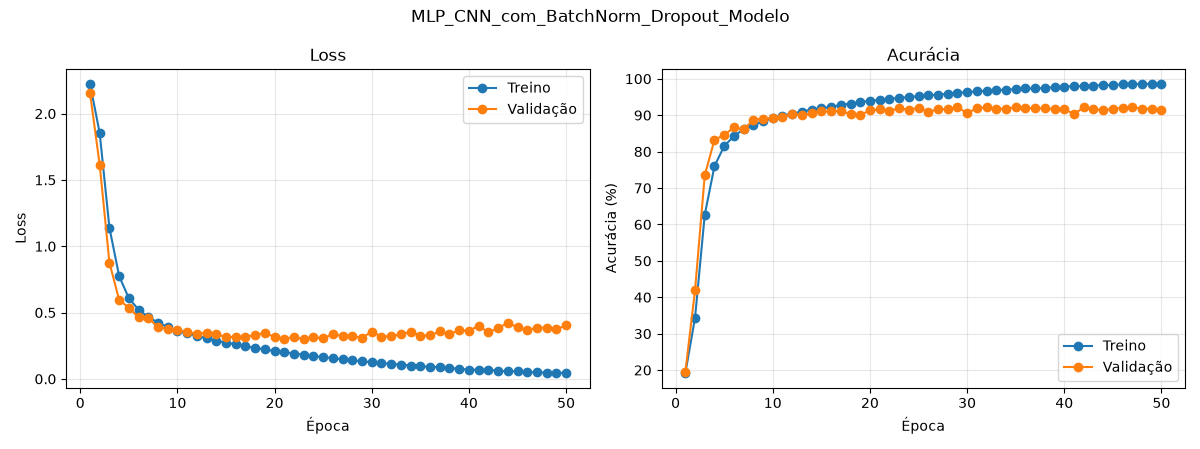 MLP_CNN_com_BatchNorm_Dropout_Modelo
Loss
2.0
1.5
1.0
0.5
0.0
Loss
Treino
Validação
0 10 20 30 40 50
Época
Acurácia
100
90
80
70
60
50
40
30
20
Acurácia (%)
Treino
Validação
0 10 20 30 40 50
Época